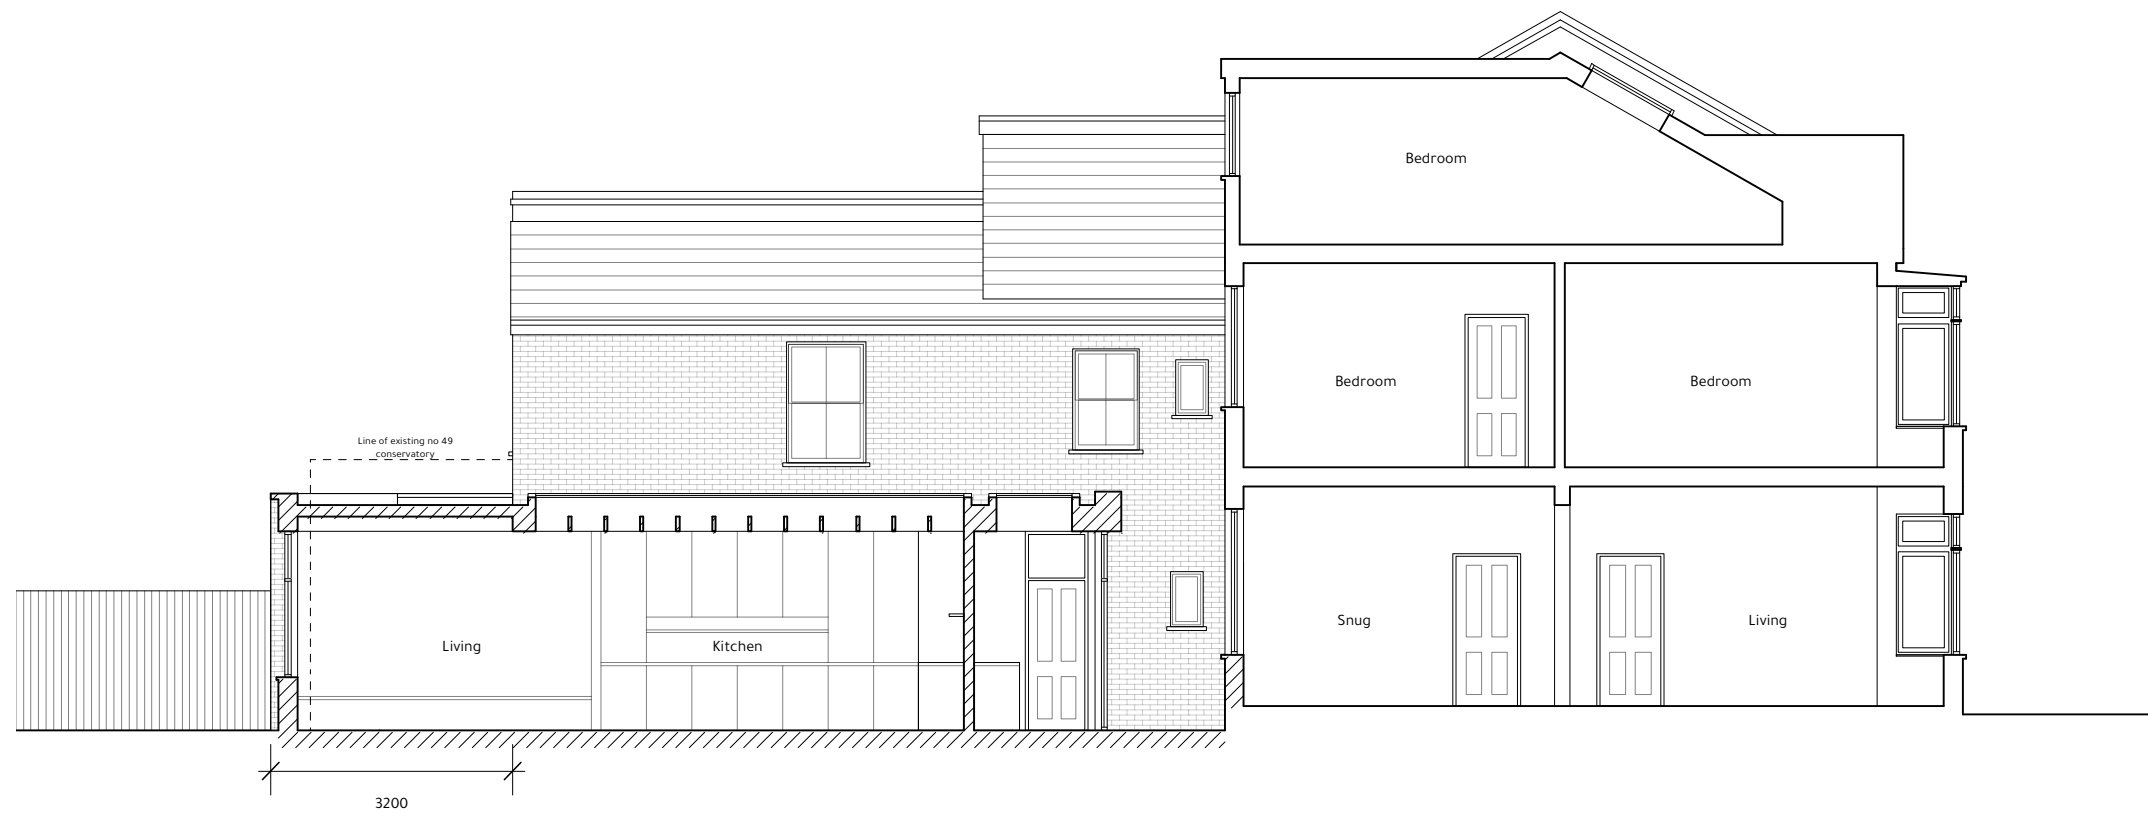 Bedroom
Bedroom
Bedroom
Line of existing no 49
conservatory
Living
Kitchen
Snug
Living
3200